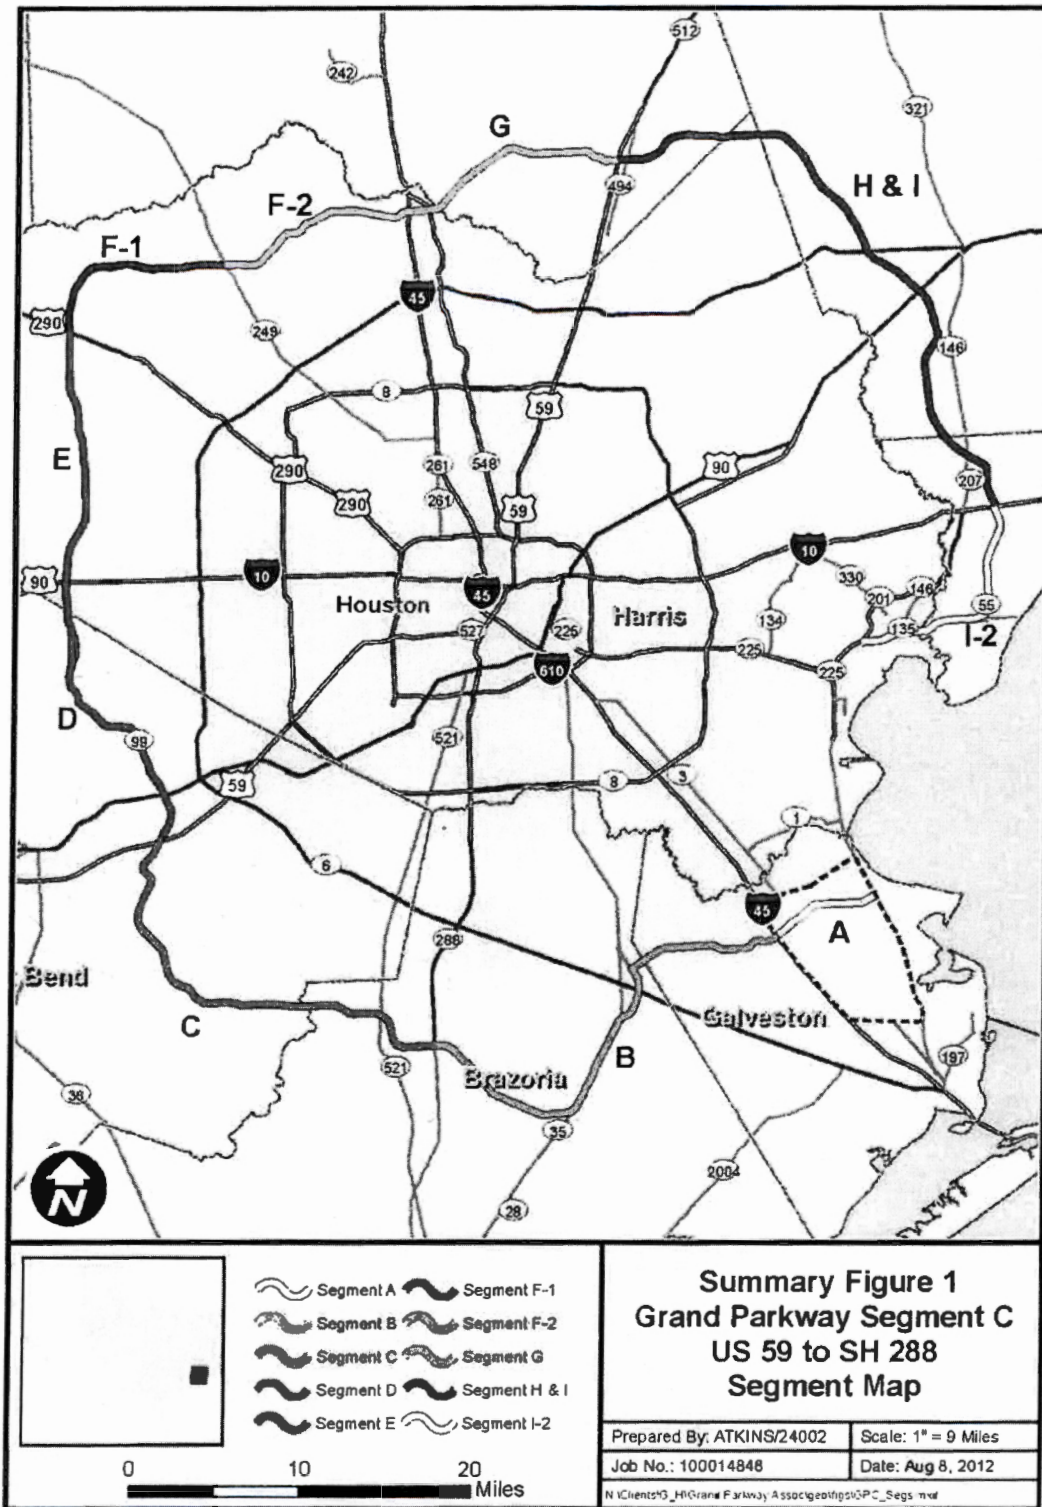 512
242
321
G
494
H & I
F-2
F-1
45
290
249
146
8
59
E
290
261
548
90
261
290
59
207
10
10
90
45
330
Houston
201
146
55
527
226
Harris
134
135
I-2
225
610
225
D
99
521
59
8
3
1
6
45
A
288
Bend
C
Galveston
B
521
Brazoria
197
36
35
2004
28
N
Segment A
Segment F-1
Segment B
Segment F-2
Segment C
Segment G
Segment D
Segment H & I
Segment E
Segment I-2
0 10 20
Miles
Summary Figure 1
Grand Parkway Segment C
US 59 to SH 288
Segment Map
Prepared By: ATKINS/24002
Scale: 1" = 9 Miles
Job No.: 100014848
Date: Aug 8, 2012